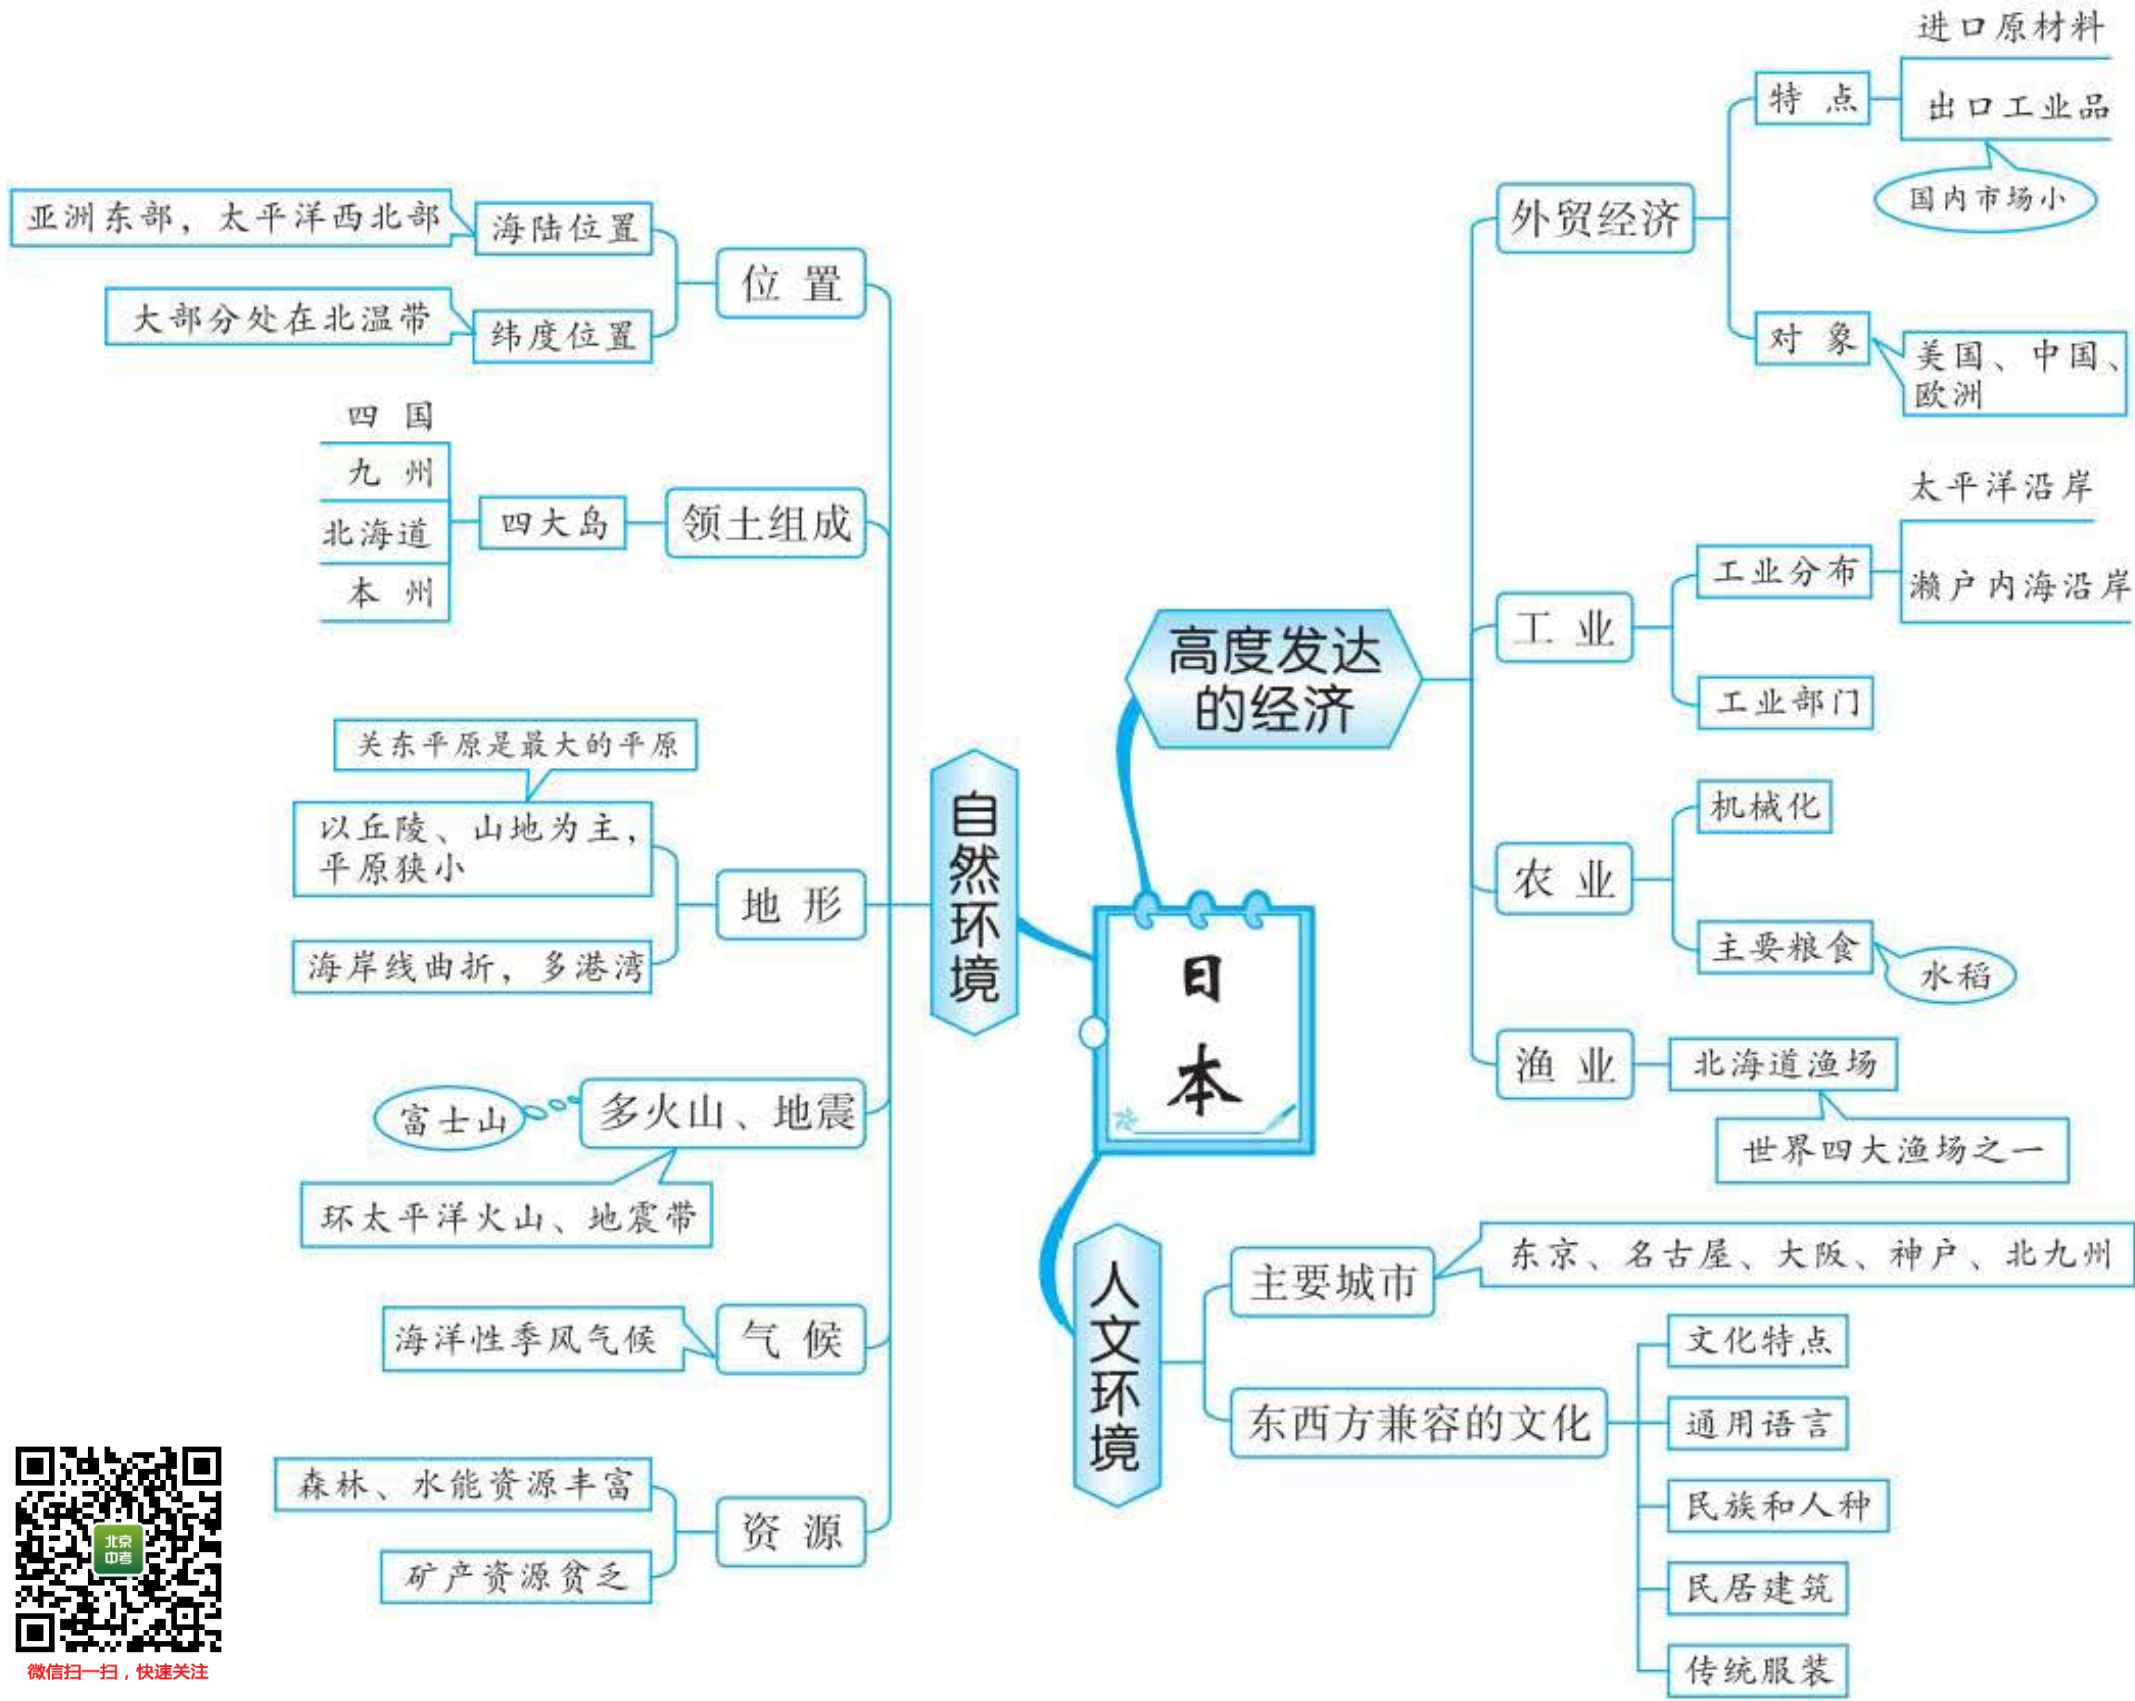 日
本
自然环境
位 置
海陆位置
亚洲东部，太平洋西北部
纬度位置
大部分处在北温带
领土组成
四大岛
四 国
九 州
北海道
本 州
地 形
关东平原是最大的平原
以丘陵、山地为主，
平原狭小
海岸线曲折，多港湾
多火山、地震
富士山
环太平洋火山、地震带
气 候
海洋性季风气候
资 源
森林、水能资源丰富
矿产资源贫乏
高度发达
的经济
外贸经济
特 点
进口原材料
出口工业品
国内市场小
对 象
美国、中国、
欧洲
工 业
工业分布
太平洋沿岸
濑户内海沿岸
工业部门
农 业
机械化
主要粮食
水稻
渔 业
北海道渔场
世界四大渔场之一
人文环境
主要城市
东京、名古屋、大阪、神户、北九州
东西方兼容的文化
文化特点
通用语言
民族和人种
民居建筑
传统服装
北京
中考
微信扫一扫，快速关注